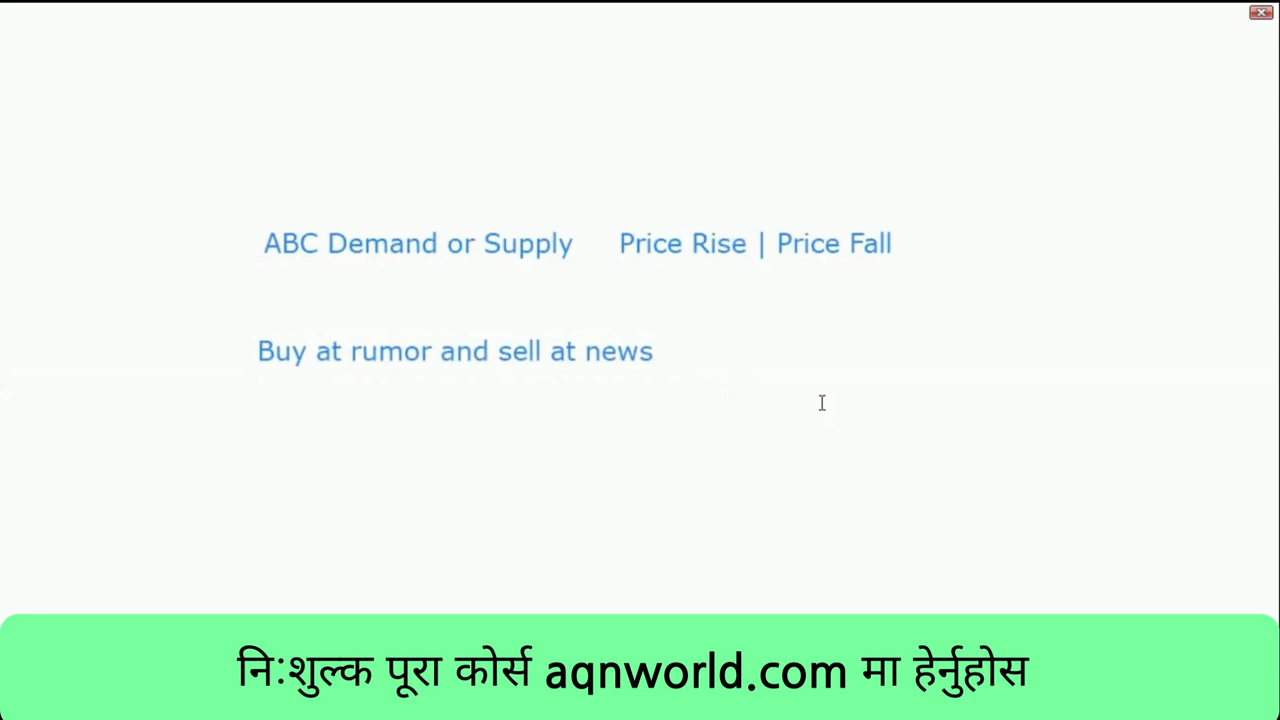 ABC Demand or Supply Price Rise | Price Fall
Buy at rumor and sell at news
नि:शुल्क पूरा कोर्स aqnworld.com मा हेर्नुहोस